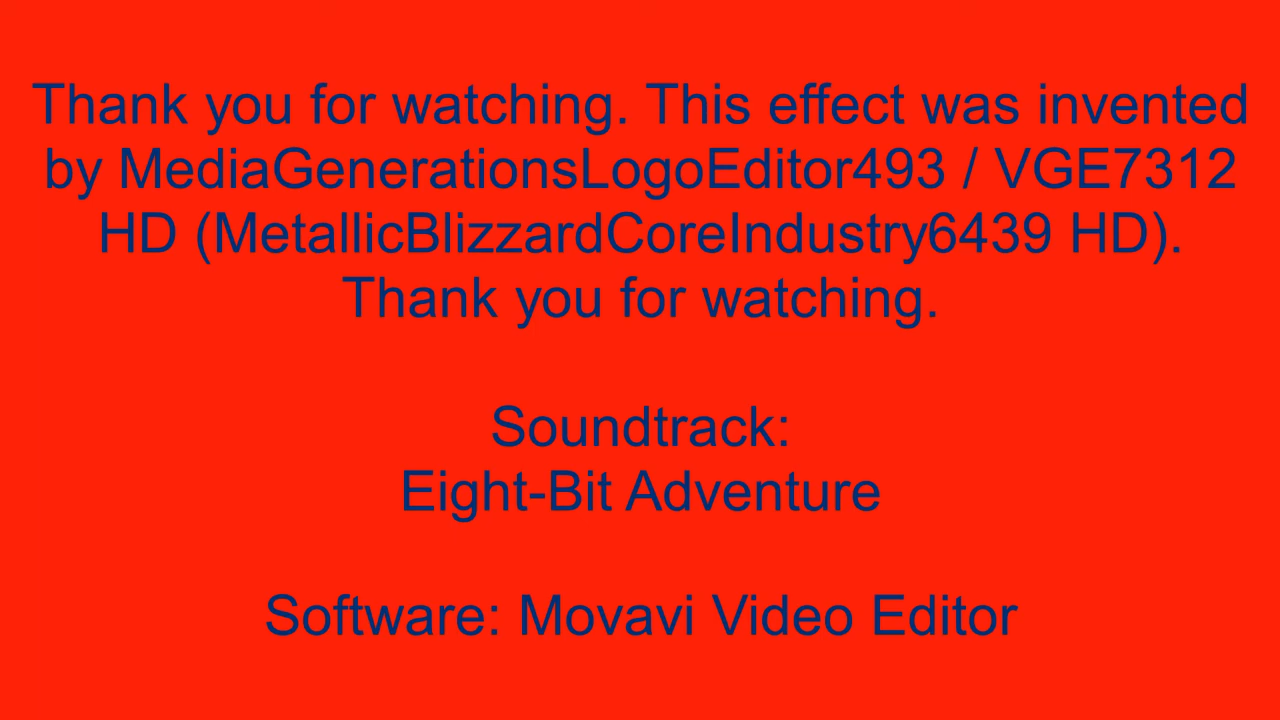 Thank you for watching. This effect was invented
by MediaGenerationsLogoEditor493 / VGE7312
HD (MetallicBlizzardCoreIndustry6439 HD).
Thank you for watching.
Soundtrack:
Eight-Bit Adventure
Software: Movavi Video Editor